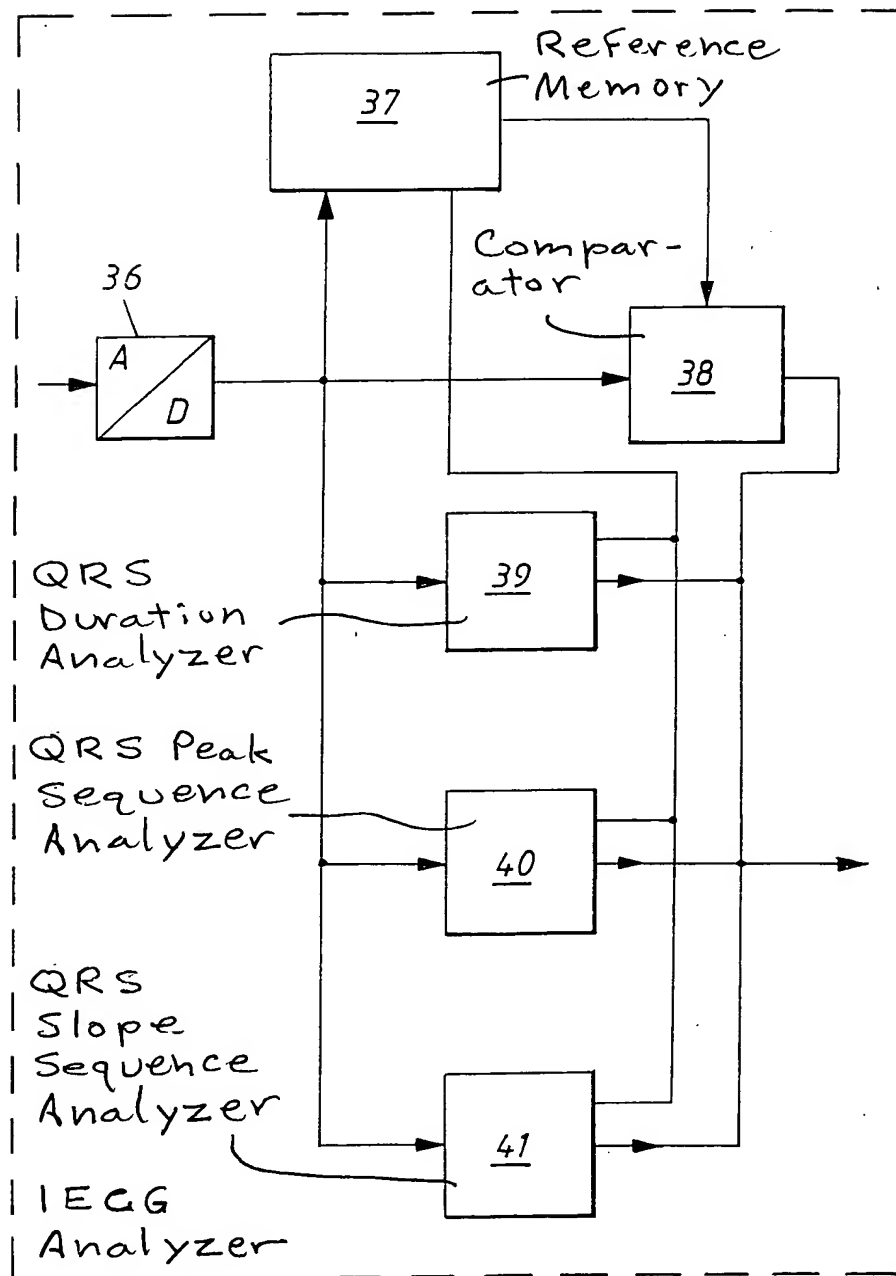 Reference
Memory
37
Compar-
ator
36
A
D
38
QRS
Duration
Analyzer
39
QRS Peak
Sequence
Analyzer
40
QRS
Slope
Sequence
Analyzer
41
IECG
Analyzer